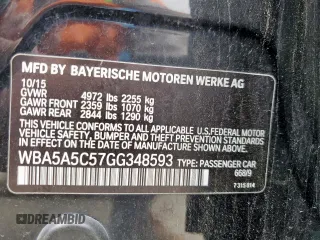 MFD BY BAYERISCHE MOTOREN WERKE AG
10/15
GVWR 4972 lbs 2255 kg
GAWR FRONT 2359 lbs 1070 kg
GAWR REAR 2844 lbs 1290 kg
THIS VEHICLE CONFORMS TO ALL APPLICABLE
U.S. FEDERAL MOTOR VEHICLE SAFETY, BUMPER,
AND THEFT PREVENTION STANDARDS IN
EFFECT ON THE DATE OF MANUFACTURE
SHOWN ABOVE.
WBA5A5C57GG348593 TYPE: PASSENGER CAR
668/9
7 315 014